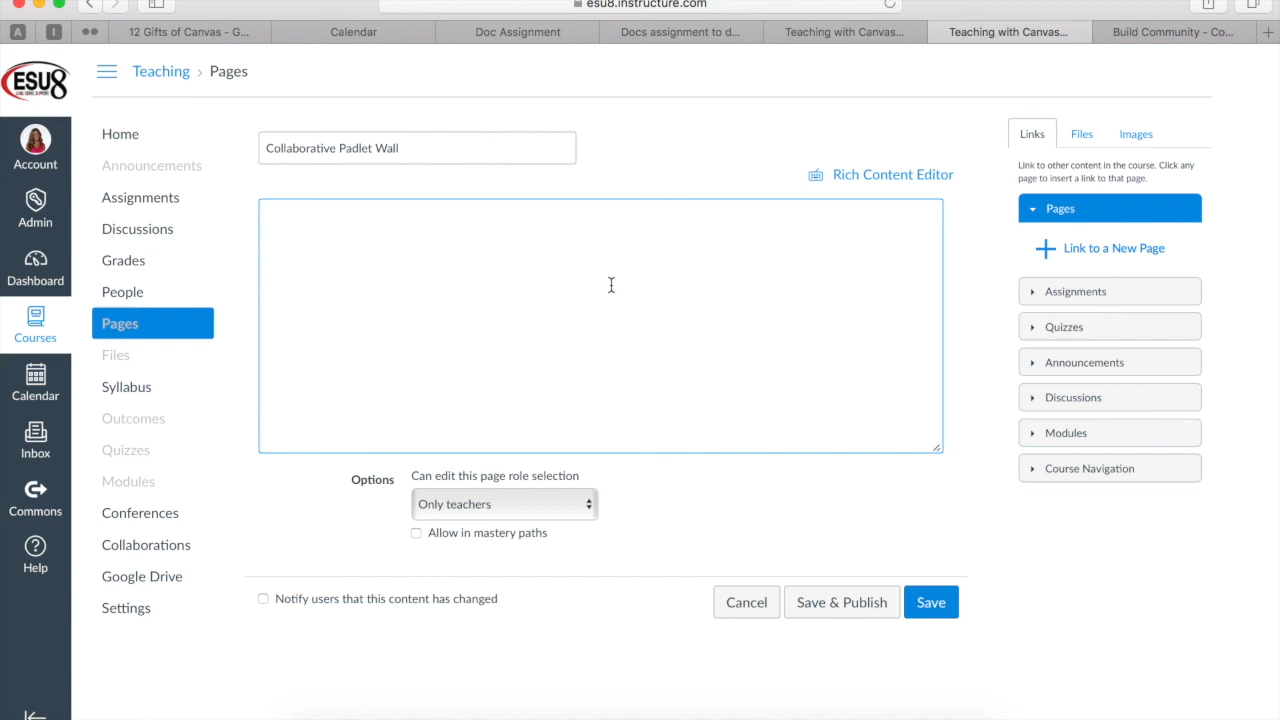 esu8.instructure.com
A
I
12 Gifts of Canvas - G...
Calendar
Doc Assignment
Docs assignment to d...
Teaching with Canvas...
Teaching with Canvas...
Build Community - Co...
ESU8
Teaching > Pages
Account
Admin
Dashboard
Courses
Calendar
Inbox
Commons
Help
Home
Announcements
Assignments
Discussions
Grades
People
Pages
Files
Syllabus
Outcomes
Quizzes
Modules
Conferences
Collaborations
Google Drive
Settings
Collaborative Padlet Wall
Rich Content Editor
Options
Can edit this page role selection
Only teachers
Allow in mastery paths
Notify users that this content has changed
Cancel
Save & Publish
Save
Links
Files
Images
Link to other content in the course. Click any
page to insert a link to that page.
Pages
Link to a New Page
Assignments
Quizzes
Announcements
Discussions
Modules
Course Navigation